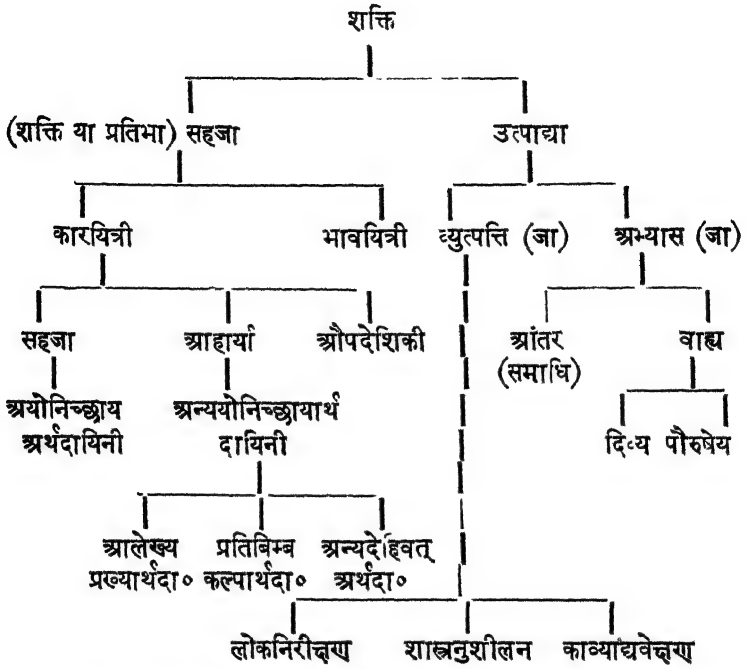 शक्ति
(शक्ति या प्रतिभा) सहजा उत्पाद्या
कारयित्री भावयित्री व्युत्पत्ति (जा) अभ्यास (जा)
सहजा आहार्या औपदेशिकी आंतर वाह्य
(समाधि)
अयोनिच्छाय अन्ययोनिच्छायार्थ
अर्थदायिनी दायिनी
दिव्य पौरुषेय
आलेख्य प्रतिबिम्ब अन्यदेहिवत्
प्रख्यार्थदा० कल्पार्थदा० अर्थदा०
लोकनिरीक्षण शास्त्रनुशीलन काव्याद्यवेक्षण